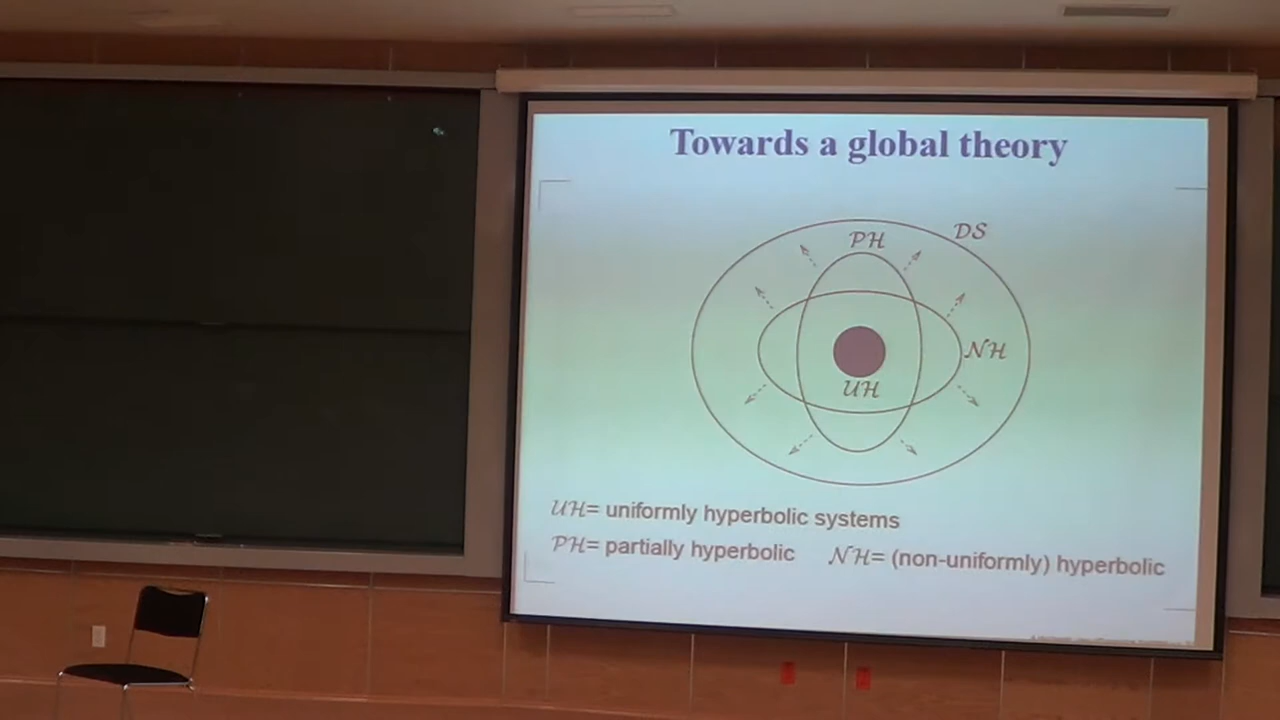 Towards a global theory
PH
DS
NH
UH
UH= uniformly hyperbolic systems
PH= partially hyperbolic NH= (non-uniformly) hyperbolic